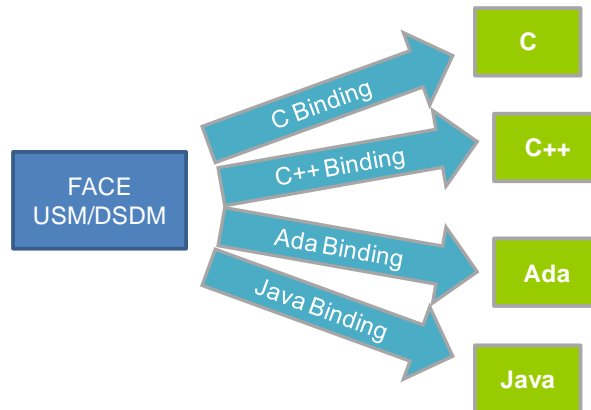 FACE
USM/DSDM
C Binding
C++ Binding
Ada Binding
Java Binding
C
C++
Ada
Java